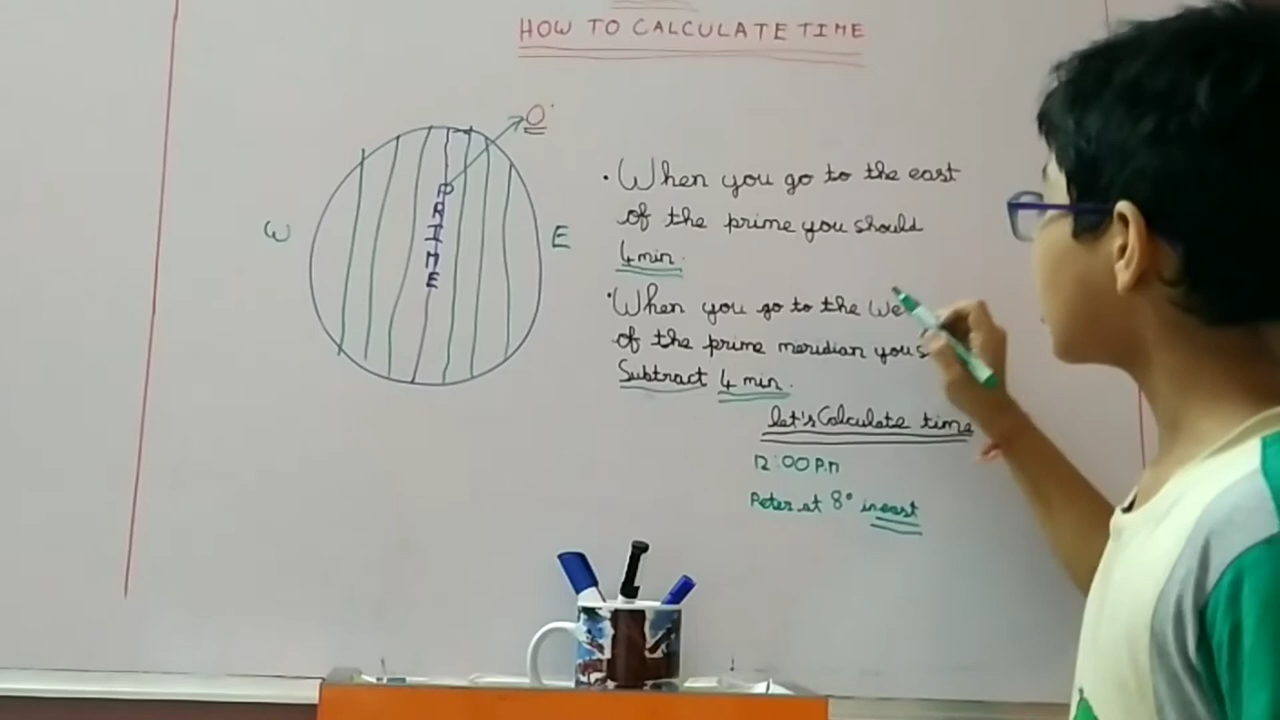 HOW TO CALCULATE TIME
0°
W
PRIME
E
• When you go to the east
of the prime you should
4min.
• When you go to the We
of the prime meridian you s
Subtract 4 min.
let's Calculate time
12:00 P.M
Peter at 8° in east